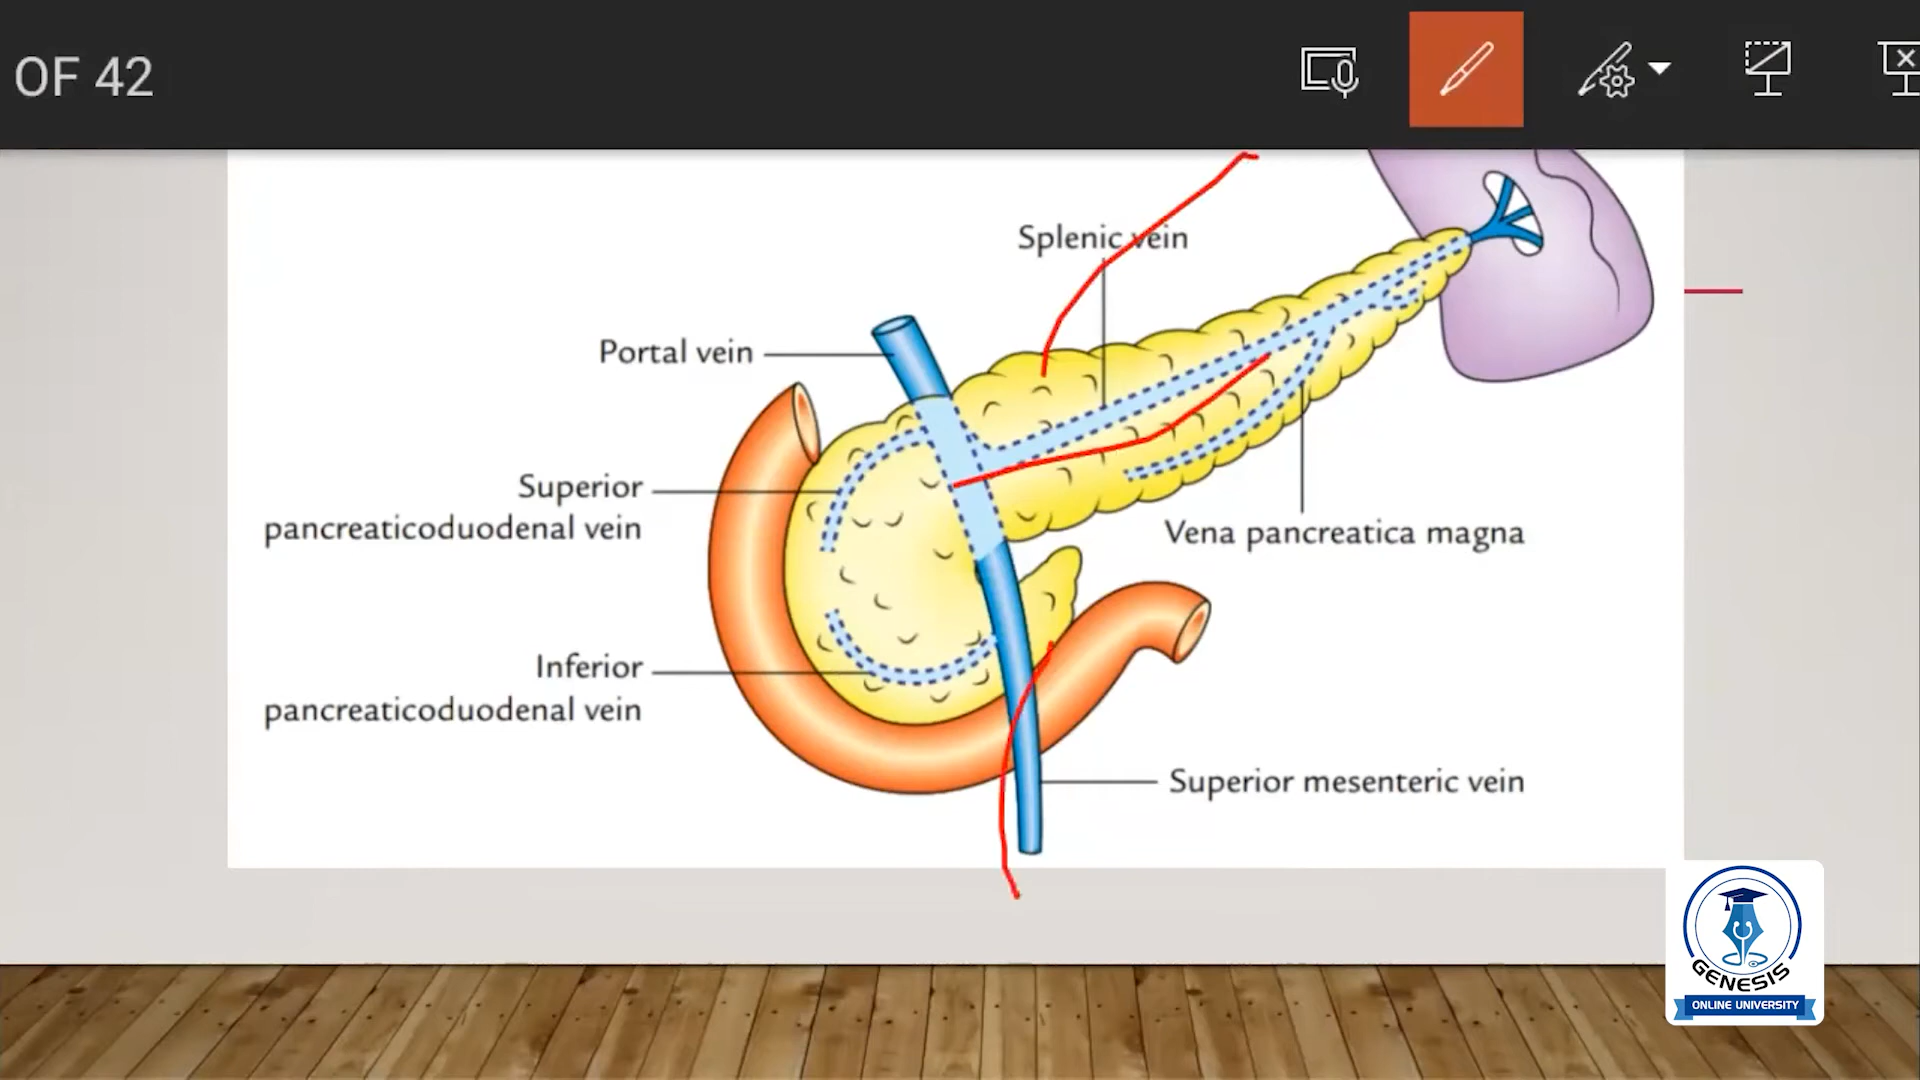 OF 42
Splenic vein
Portal vein
Superior
pancreaticoduodenal vein
Vena pancreatica magna
Inferior
pancreaticoduodenal vein
Superior mesenteric vein
GENESIS
ONLINE UNIVERSITY